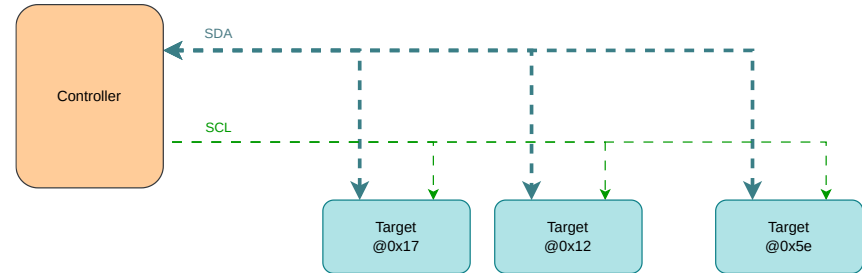 SDA
Controller
SCL
Target
@0x17
Target
@0x12
Target
@0x5e